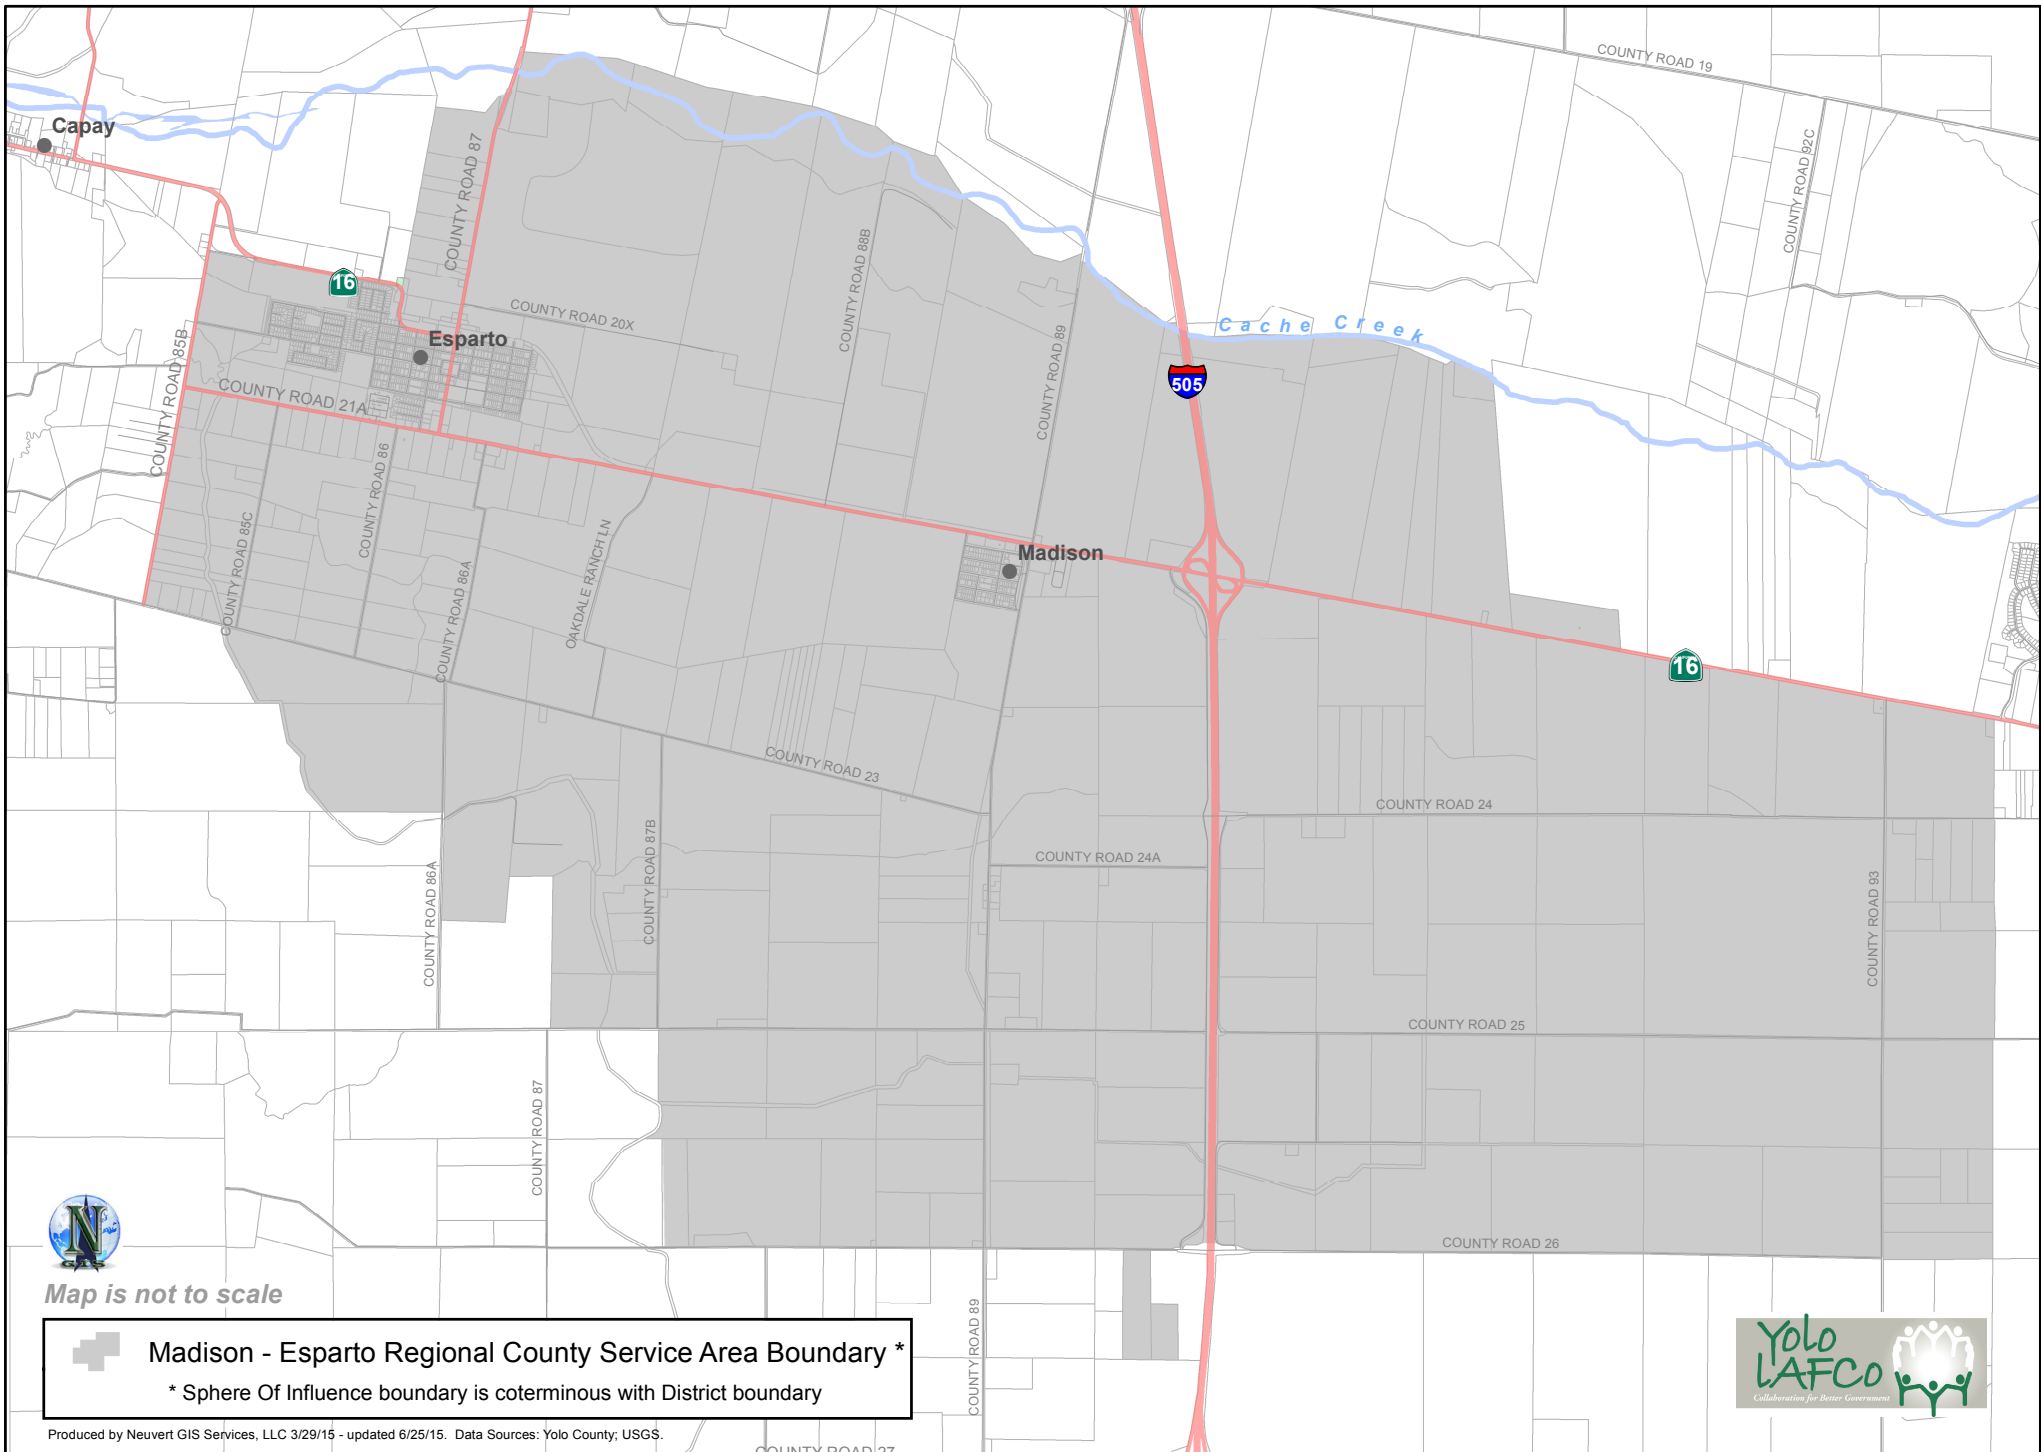 COUNTY ROAD 19
Capay
COUNTY ROAD 87
COUNTY ROAD 92C
COUNTY ROAD 88B
16
COUNTY ROAD 20X
Esparto
COUNTY ROAD 85B
COUNTY ROAD 89
Cache Creek
505
COUNTY ROAD 21A
COUNTY ROAD 86
COUNTY ROAD 85C
OAKDALE RANCH LN
Madison
COUNTY ROAD 86A
16
COUNTY ROAD 23
COUNTY ROAD 24
COUNTY ROAD 24A
COUNTY ROAD 87B
COUNTY ROAD 86A
COUNTY ROAD 93
COUNTY ROAD 25
COUNTY ROAD 87
COUNTY ROAD 26
N
GIS
Map is not to scale
COUNTY ROAD 89
Madison - Esparto Regional County Service Area Boundary *
* Sphere Of Influence boundary is coterminous with District boundary
YOLO
LAFCO
Collaboration for Better Government
Produced by Neuvert GIS Services, LLC 3/29/15 - updated 6/25/15. Data Sources: Yolo County; USGS.
COUNTY ROAD 27